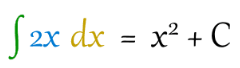 ∫ 2x dx = x² + C